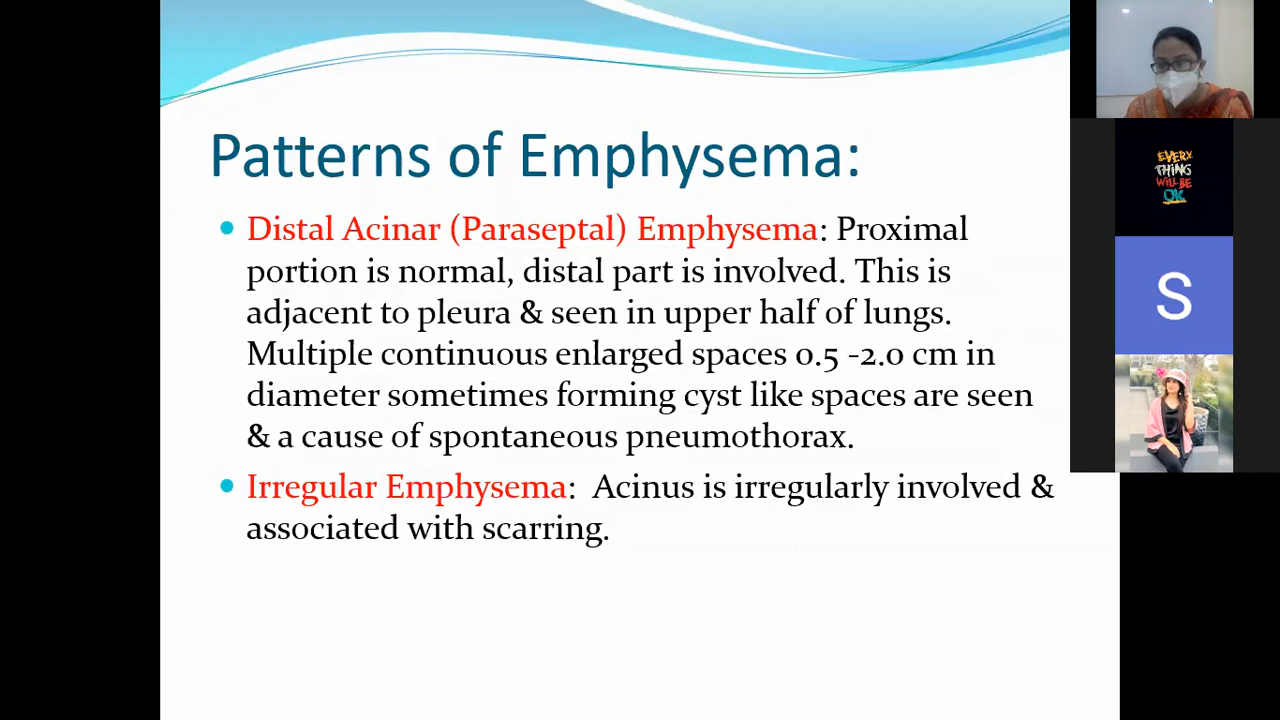 Patterns of Emphysema:
Distal Acinar (Paraseptal) Emphysema: Proximal
portion is normal, distal part is involved. This is
adjacent to pleura & seen in upper half of lungs.
Multiple continuous enlarged spaces 0.5 -2.0 cm in
diameter sometimes forming cyst like spaces are seen
& a cause of spontaneous pneumothorax.
Irregular Emphysema: Acinus is irregularly involved &
associated with scarring.
EVERY
THING
WILL BE
OK
S